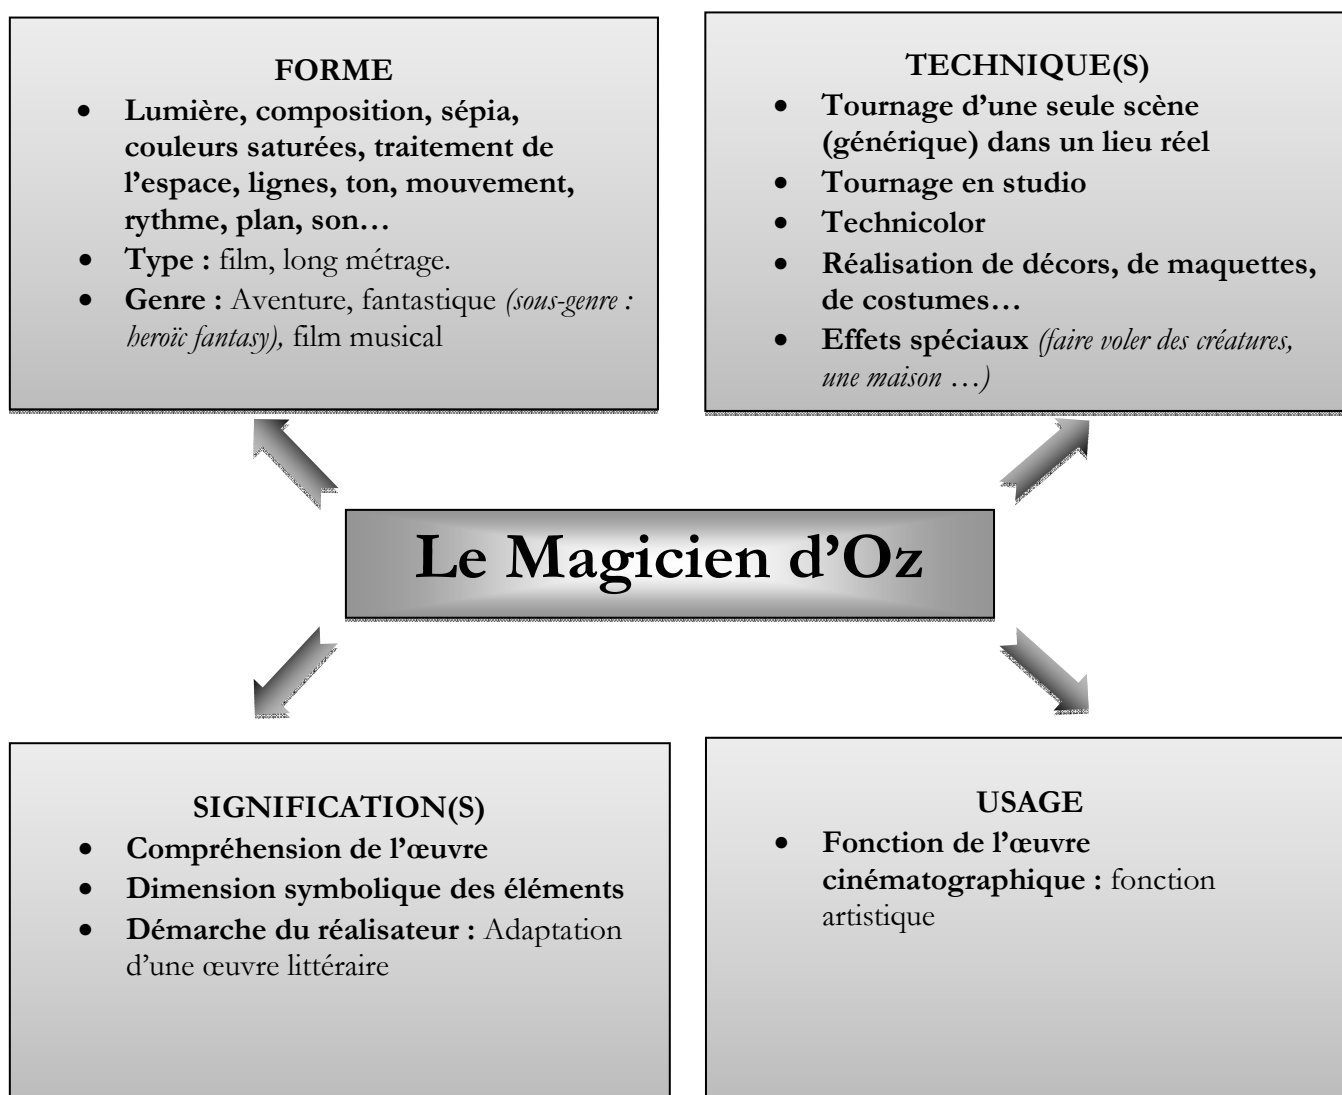 FORME
• Lumière, composition, sépia,
couleurs saturées, traitement de
l’espace, lignes, ton, mouvement,
rythme, plan, son…
• Type : film, long métrage.
• Genre : Aventure, fantastique (sous-genre :
heroïc fantasy), film musical
TECHNIQUE(S)
• Tournage d’une seule scène
(générique) dans un lieu réel
• Tournage en studio
• Technicolor
• Réalisation de décors, de maquettes,
de costumes…
• Effets spéciaux (faire voler des créatures,
une maison …)
Le Magicien d’Oz
SIGNIFICATION(S)
• Compréhension de l’œuvre
• Dimension symbolique des éléments
• Démarche du réalisateur : Adaptation
d’une œuvre littéraire
USAGE
• Fonction de l’œuvre
cinématographique : fonction
artistique